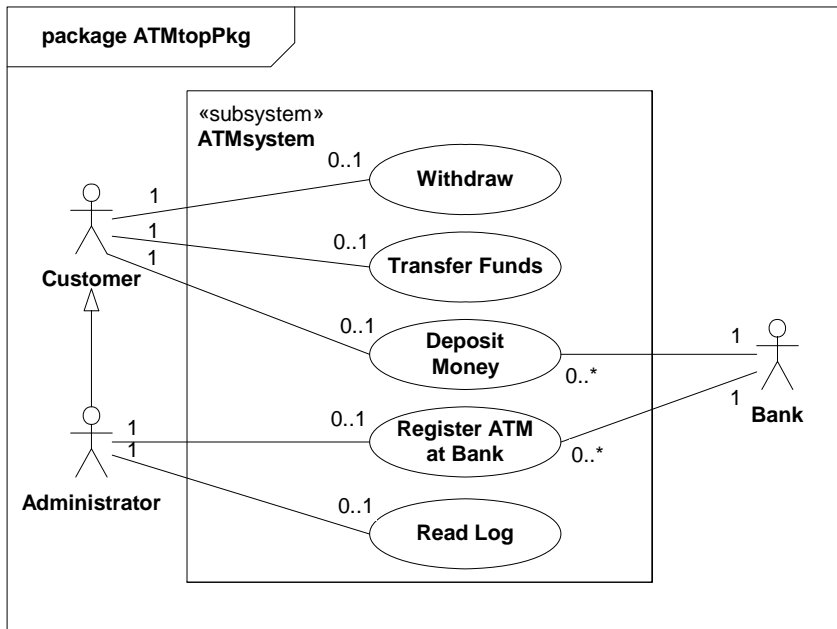 package ATMtopPkg
«subsystem»
ATMsystem
0..1
Withdraw
1
1
0..1
Transfer Funds
1
Customer
0..1
Deposit
Money
0..*
1
Bank
1
1
1
0..1
Register ATM
at Bank
0..*
Administrator
0..1
Read Log